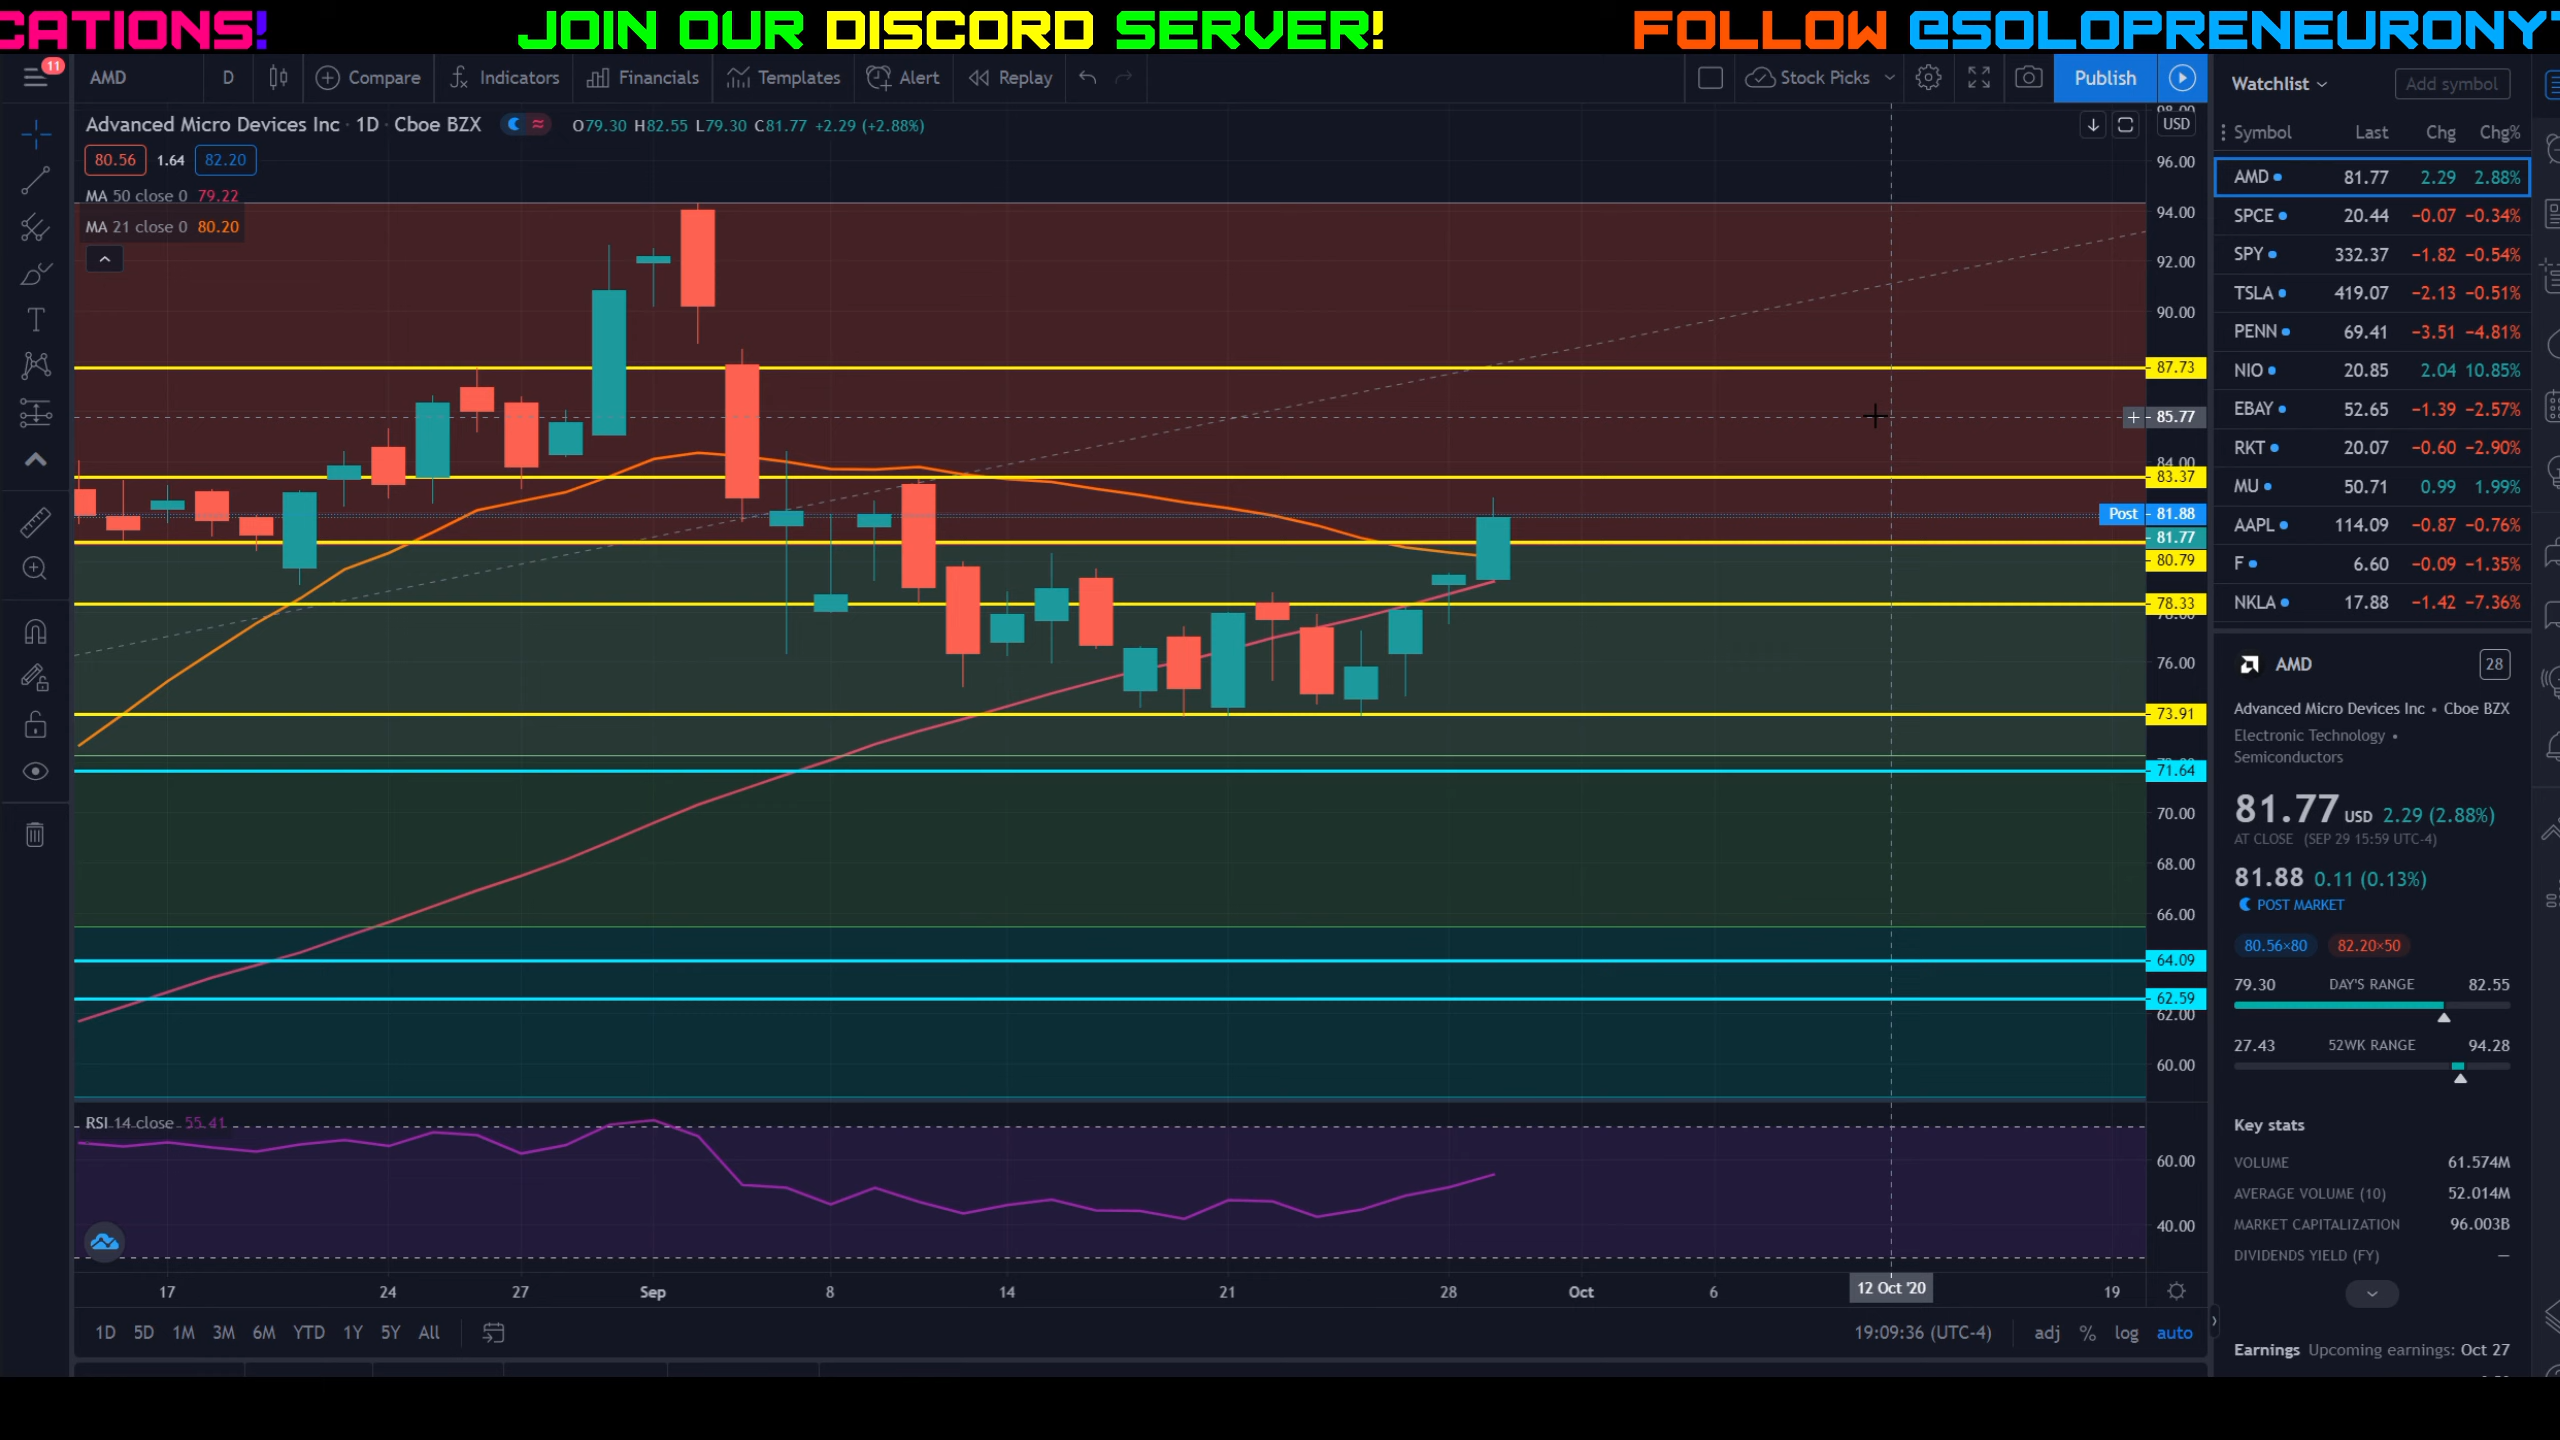 CATIONS! JOIN OUR DISCORD SERVER! FOLLOW @SOLOPRENEURONY
11
AMD D Compare Indicators Financials Templates Alert Replay Stock Picks Publish
Advanced Micro Devices Inc · 1D · Cboe BZX O79.30 H82.55 L79.30 C81.77 +2.29 (+2.88%)
80.56 1.64 82.20
MA 50 close 0 79.22
MA 21 close 0 80.20
USD
96.00
94.00
92.00
90.00
87.73
85.77
84.00
83.37
Post 81.88
81.77
80.79
78.33
76.00
73.91
71.64
70.00
68.00
66.00
64.09
62.59
62.00
60.00
RSI 14 close 55.41
60.00
40.00
17 24 27 Sep 8 14 21 28 Oct 6 12 Oct '20 19
1D 5D 1M 3M 6M YTD 1Y 5Y All 19:09:36 (UTC-4) adj % log auto
Watchlist Add symbol
Symbol Last Chg Chg%
AMD 81.77 2.29 2.88%
SPCE 20.44 −0.07 −0.34%
SPY 332.37 −1.82 −0.54%
TSLA 419.07 −2.13 −0.51%
PENN 69.41 −3.51 −4.81%
NIO 20.85 2.04 10.85%
EBAY 52.65 −1.39 −2.57%
RKT 20.07 −0.60 −2.90%
MU 50.71 0.99 1.99%
AAPL 114.09 −0.87 −0.76%
F 6.60 −0.09 −1.35%
NKLA 17.88 −1.42 −7.36%
AMD 28
Advanced Micro Devices Inc • Cboe BZX
Electronic Technology •
Semiconductors
81.77 USD 2.29 (2.88%)
AT CLOSE (SEP 29 15:59 UTC-4)
81.88 0.11 (0.13%)
POST MARKET
80.56×80 82.20×50
79.30 DAY'S RANGE 82.55
27.43 52WK RANGE 94.28
Key stats
VOLUME 61.574M
AVERAGE VOLUME (10) 52.014M
MARKET CAPITALIZATION 96.003B
DIVIDENDS YIELD (FY) —
Earnings Upcoming earnings: Oct 27